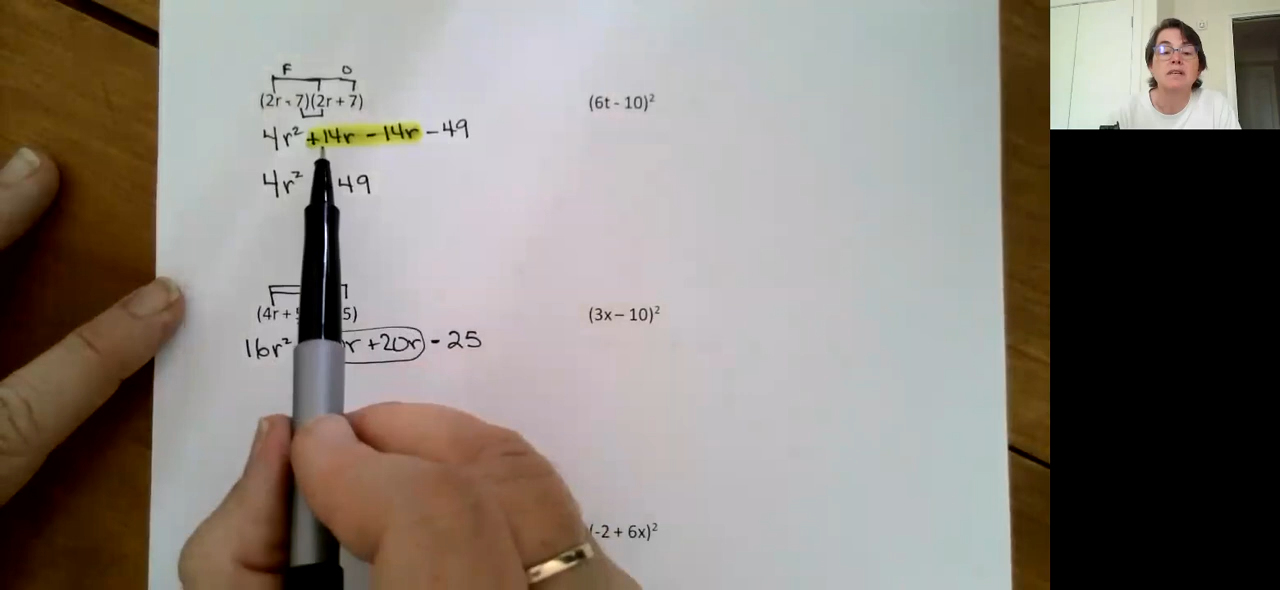 F O
(2r - 7)(2r + 7)
4r² +14r - 14r - 49
4r² 49
(4r + 5)
16r² r +20r - 25
(6t - 10)²
(3x – 10)²
(-2 + 6x)²